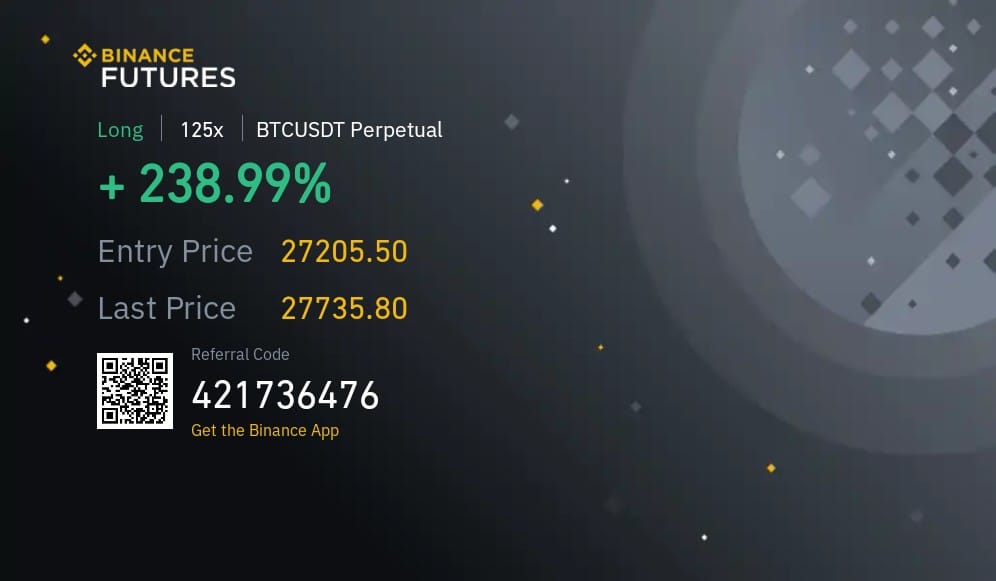 BINANCE
FUTURES
Long | 125x | BTCUSDT Perpetual
+ 238.99%
Entry Price 27205.50
Last Price 27735.80
Referral Code
421736476
Get the Binance App